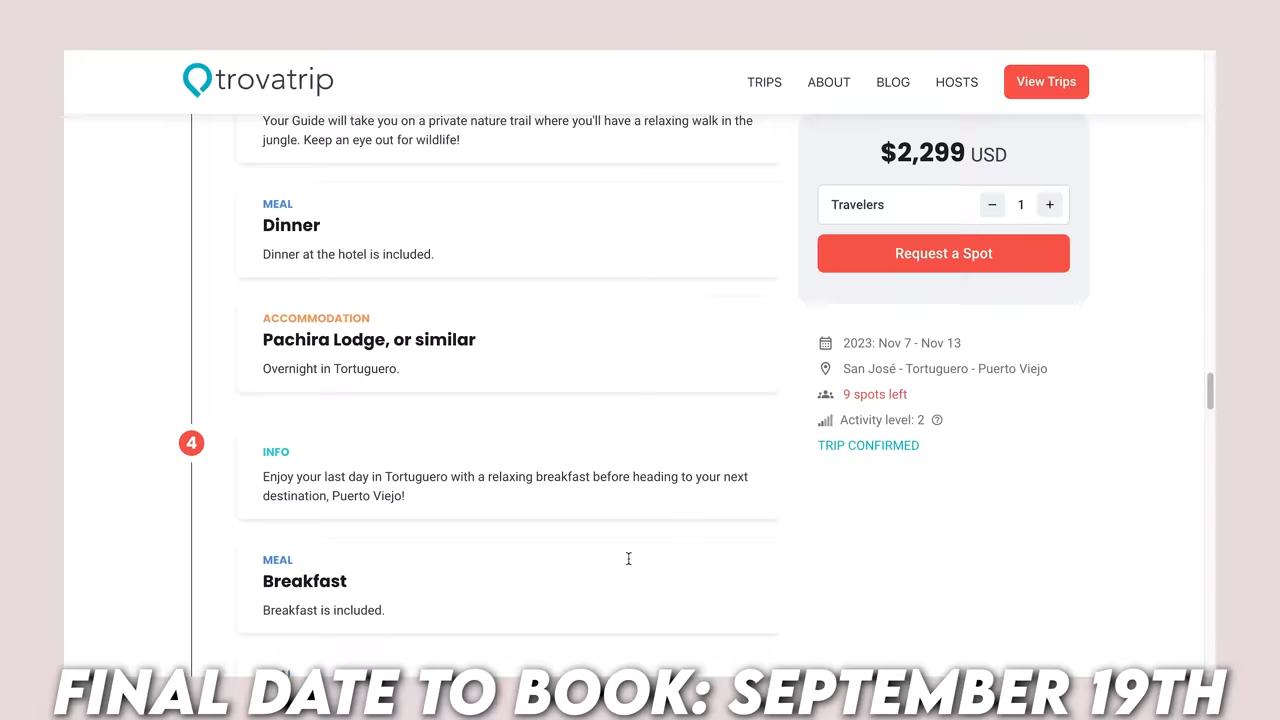 trovatrip
TRIPS ABOUT BLOG HOSTS View Trips
Your Guide will take you on a private nature trail where you'll have a relaxing walk in the
jungle. Keep an eye out for wildlife!
MEAL
Dinner
Dinner at the hotel is included.
ACCOMMODATION
Pachira Lodge, or similar
Overnight in Tortuguero.
4
INFO
Enjoy your last day in Tortuguero with a relaxing breakfast before heading to your next
destination, Puerto Viejo!
MEAL
Breakfast
Breakfast is included.
$2,299 USD
Travelers − 1 +
Request a Spot
2023: Nov 7 - Nov 13
San José - Tortuguero - Puerto Viejo
9 spots left
Activity level: 2 ?
TRIP CONFIRMED
FINAL DATE TO BOOK: SEPTEMBER 19TH